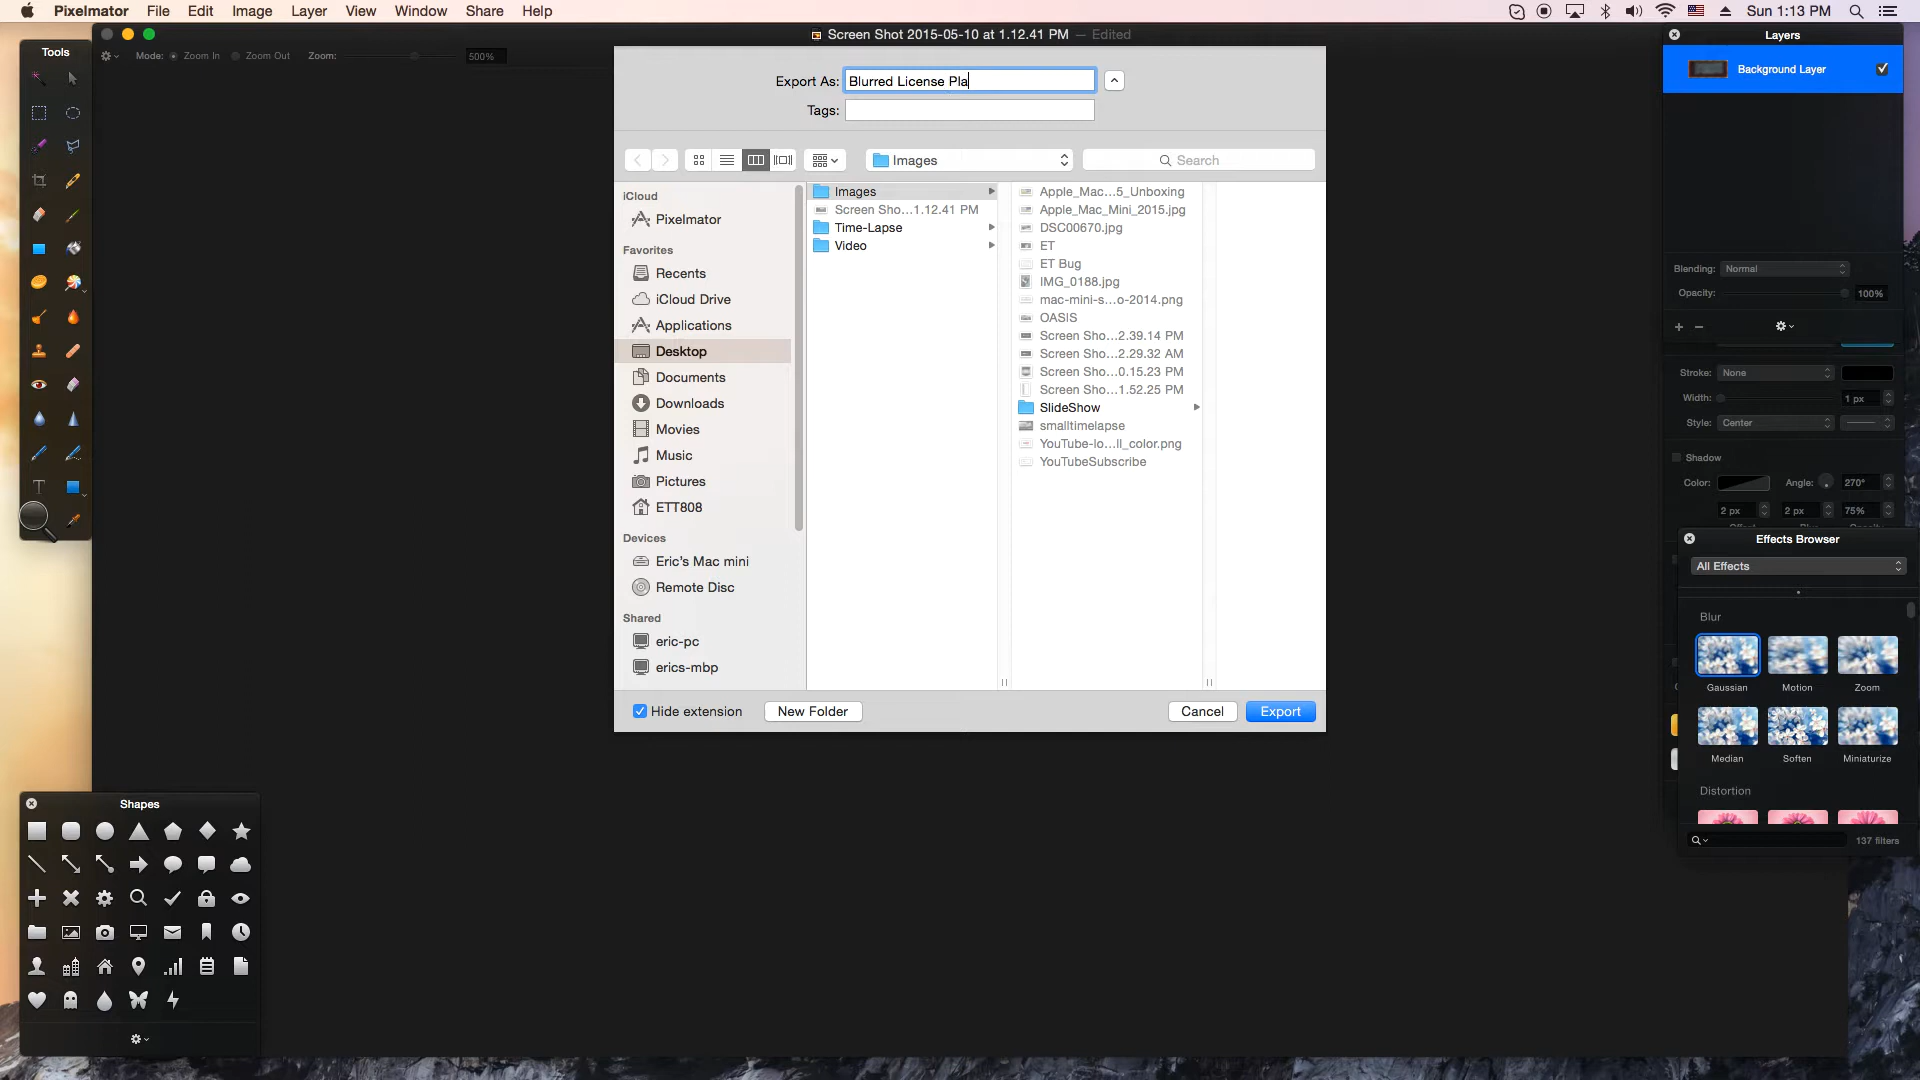 Pixelmator File Edit Image Layer View Window Share Help Sun 1:13 PM
Tools
Screen Shot 2015-05-10 at 1.12.41 PM — Edited
Mode: Zoom In Zoom Out Zoom: 500%
Export As: Blurred License Pla
Tags:
Images
Search
iCloud
Pixelmator
Favorites
Recents
iCloud Drive
Applications
Desktop
Documents
Downloads
Movies
Music
Pictures
ETT808
Devices
Eric's Mac mini
Remote Disc
Shared
eric-pc
erics-mbp
Images
Screen Sho...1.12.41 PM
Time-Lapse
Video
Apple_Mac...5_Unboxing
Apple_Mac_Mini_2015.jpg
DSC00670.jpg
ET
ET Bug
IMG_0188.jpg
mac-mini-s...o-2014.png
OASIS
Screen Sho...2.39.14 PM
Screen Sho...2.29.32 AM
Screen Sho...0.15.23 PM
Screen Sho...1.52.25 PM
SlideShow
smalltimelapse
YouTube-lo...ll_color.png
YouTubeSubscribe
Hide extension New Folder Cancel Export
Layers
Background Layer
Blending: Normal
Opacity: 100%
Stroke: None
Width: 1 px
Style: Center
Shadow
Color: Angle: 270°
2 px 2 px 75%
Effects Browser
All Effects
Blur
Gaussian Motion Zoom
Median Soften Miniaturize
Distortion
137 filters
Shapes